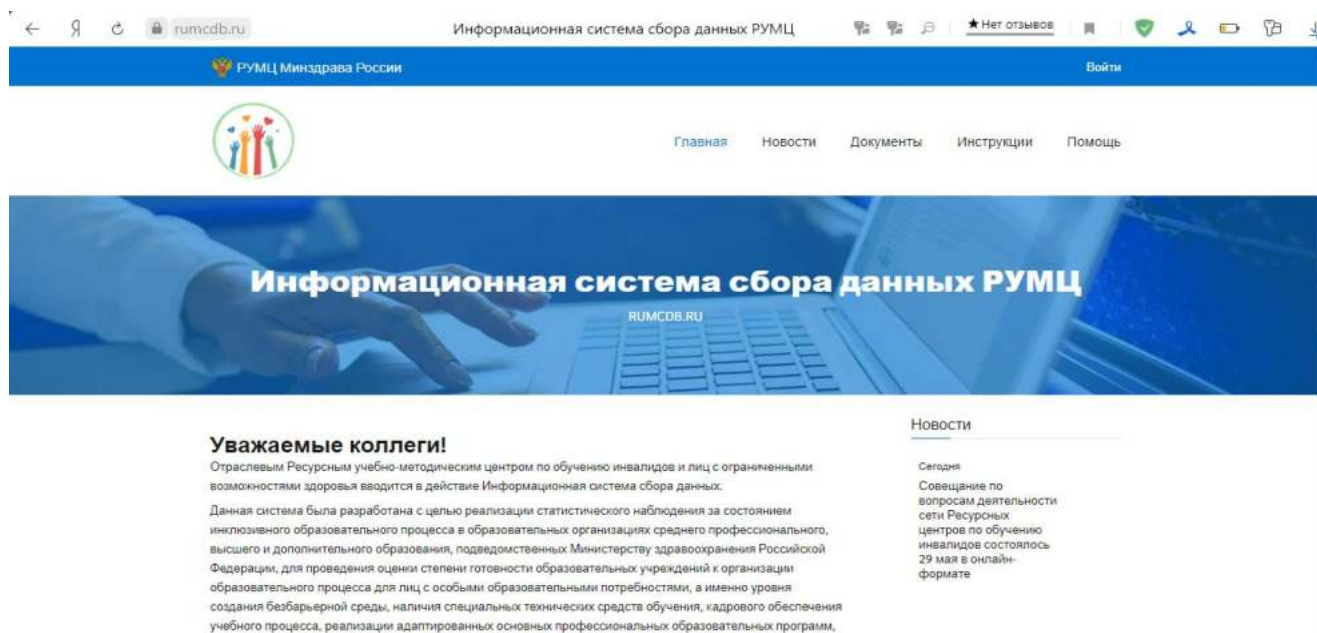 Я
rumcdb.ru
Информационная система сбора данных РУМЦ
★ Нет отзывов
РУМЦ Минздрава России
Войти
Главная
Новости
Документы
Инструкции
Помощь
Информационная система сбора данных РУМЦ
RUMCDB.RU
Уважаемые коллеги!
Отраслевым Ресурсным учебно-методическим центром по обучению инвалидов и лиц с ограниченными
возможностями здоровья вводится в действие Информационная система сбора данных.
Данная система была разработана с целью реализации статистического наблюдения за состоянием
инклюзивного образовательного процесса в образовательных организациях среднего профессионального,
высшего и дополнительного образования, подведомственных Министерству здравоохранения Российской
Федерации, для проведения оценки степени готовности образовательных учреждений к организации
образовательного процесса для лиц с особыми образовательными потребностями, а именно уровня
создания безбарьерной среды, наличия специальных технических средств обучения, кадрового обеспечения
учебного процесса, реализации адаптированных основных профессиональных образовательных программ,
Новости
Сегодня
Совещание по
вопросам деятельности
сети Ресурсных
центров по обучению
инвалидов состоялось
29 мая в онлайн-
формате